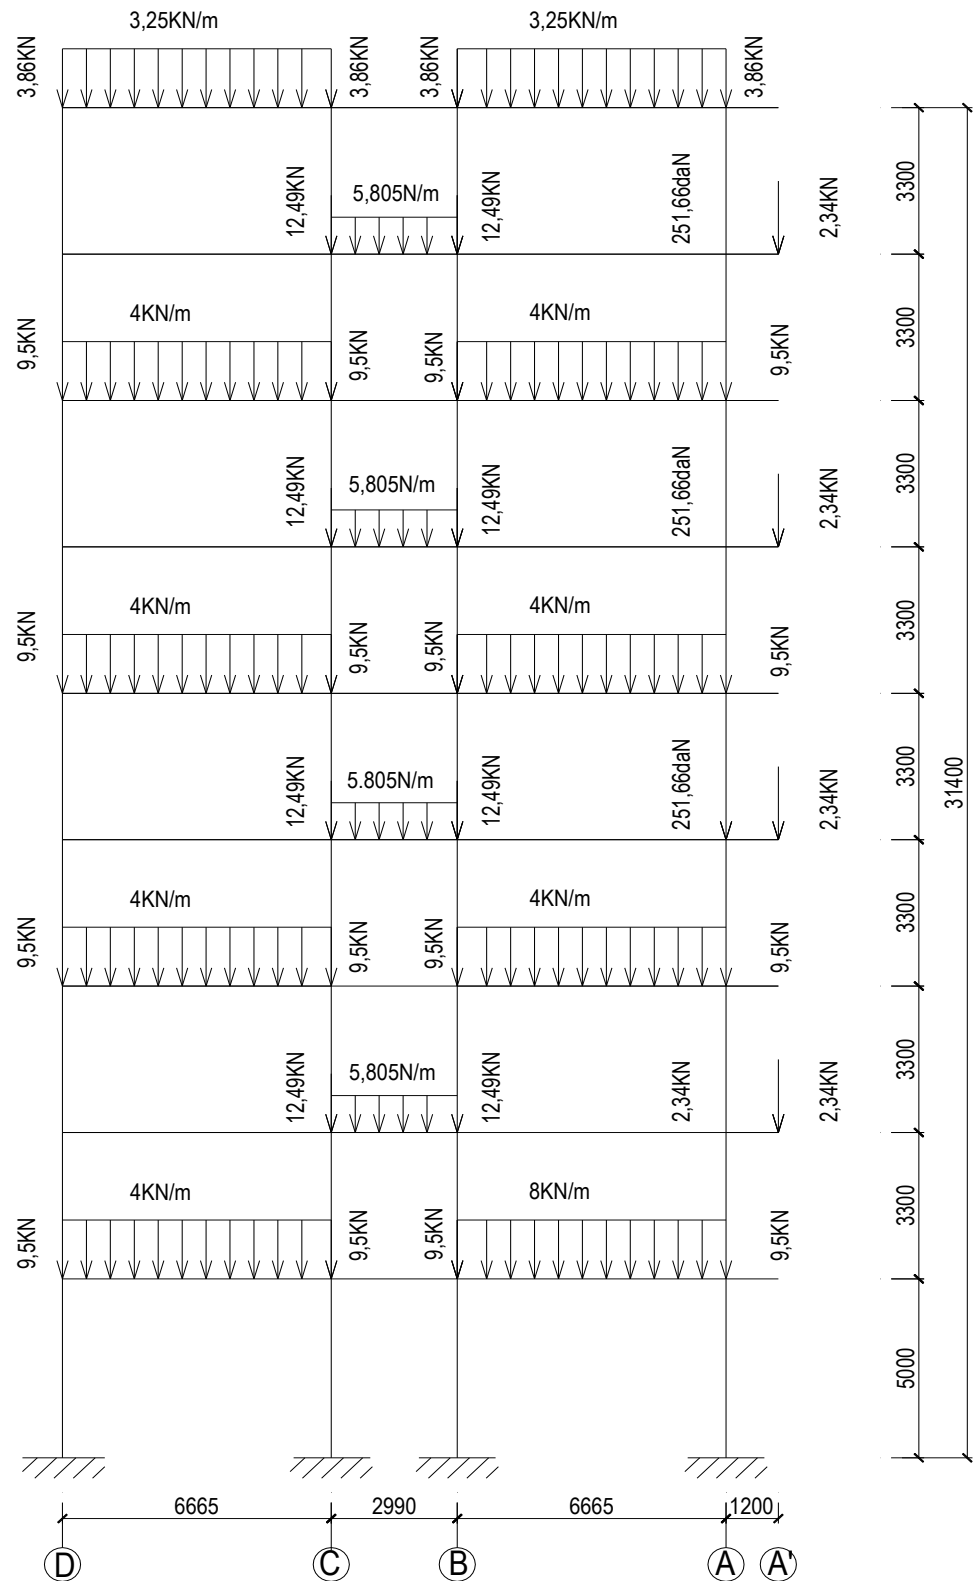 3,25KN/m
3,25KN/m
3,86KN
3,86KN
3,86KN
3,86KN
3300
12,49KN
5,805N/m
12,49KN
251,66daN
2,34KN
9,5KN
4KN/m
9,5KN
9,5KN
4KN/m
9,5KN
3300
12,49KN
5,805N/m
12,49KN
251,66daN
2,34KN
3300
9,5KN
4KN/m
9,5KN
9,5KN
4KN/m
9,5KN
3300
12,49KN
5.805N/m
12,49KN
251,66daN
2,34KN
3300
31400
9,5KN
4KN/m
9,5KN
9,5KN
4KN/m
9,5KN
3300
12,49KN
5,805N/m
12,49KN
2,34KN
2,34KN
3300
9,5KN
4KN/m
9,5KN
9,5KN
8KN/m
9,5KN
3300
5000
6665
2990
6665
1200
D
C
B
A
A'